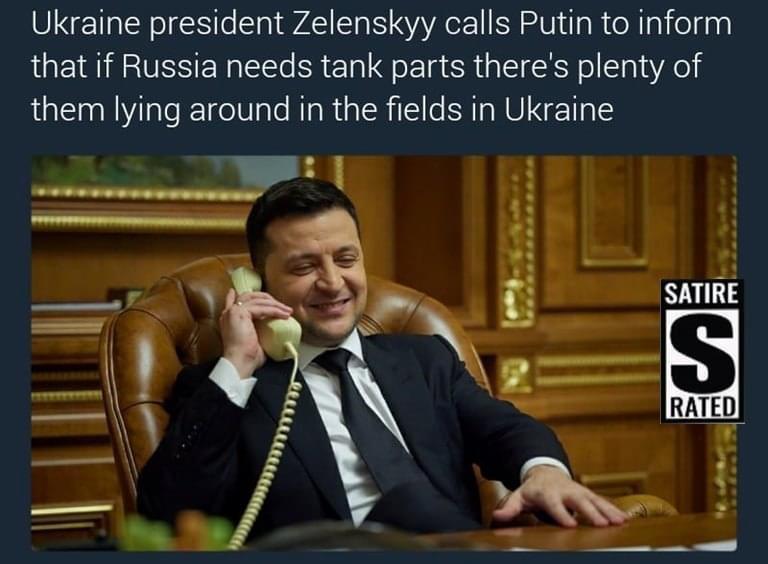 Ukraine president Zelenskyy calls Putin to inform
that if Russia needs tank parts there's plenty of
them lying around in the fields in Ukraine
SATIRE
S
RATED